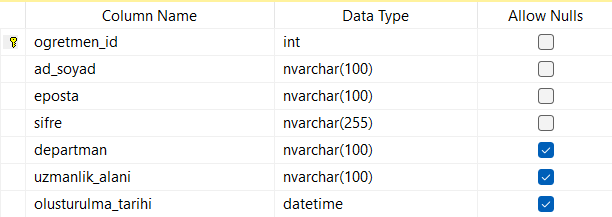 Column Name Data Type Allow Nulls
ogretmen_id int
ad_soyad nvarchar(100)
eposta nvarchar(100)
sifre nvarchar(255)
departman nvarchar(100)
uzmanlik_alani nvarchar(100)
olusturulma_tarihi datetime